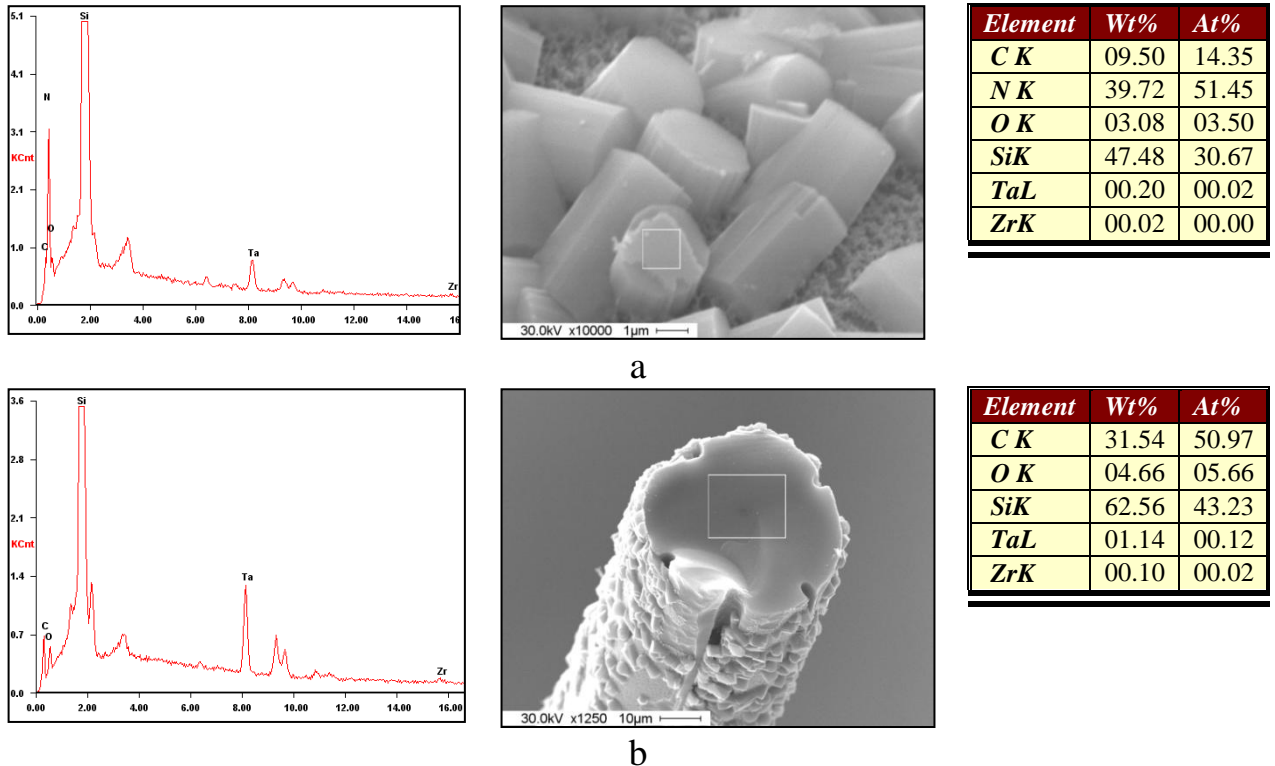 5.1
4.1
3.1
KCnt
2.1
1.0
0.0
Si
N
O
C
Ta
Zr
0.00 2.00 4.00 6.00 8.00 10.00 12.00 14.00 16
30.0kV x10000 1µm
Element Wt% At%
C K 09.50 14.35
N K 39.72 51.45
O K 03.08 03.50
SiK 47.48 30.67
TaL 00.20 00.02
ZrK 00.02 00.00
a
3.6
2.8
2.1
KCnt
1.4
0.7
0.0
Si
C
O
Ta
Zr
0.00 2.00 4.00 6.00 8.00 10.00 12.00 14.00 16.00
30.0kV x1250 10µm
Element Wt% At%
C K 31.54 50.97
O K 04.66 05.66
SiK 62.56 43.23
TaL 01.14 00.12
ZrK 00.10 00.02
b